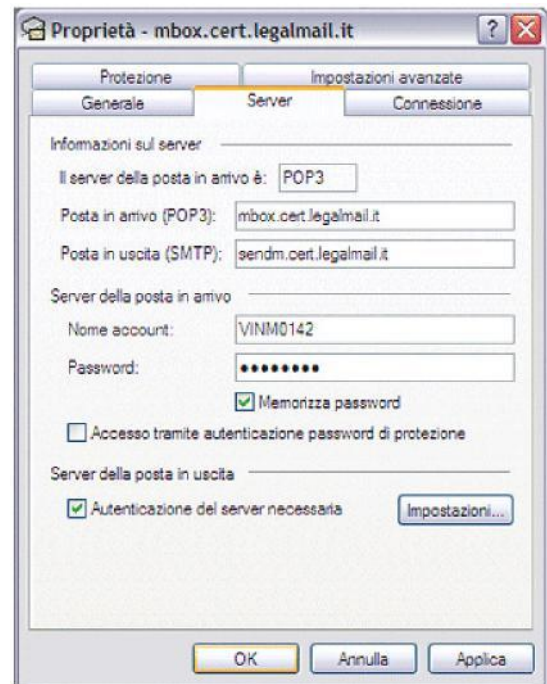 Proprietà - mbox.cert.legalmail.it
Protezione Impostazioni avanzate
Generale Server Connessione
Informazioni sul server
Il server della posta in arrivo è: POP3
Posta in arrivo (POP3): mbox.cert.legalmail.it
Posta in uscita (SMTP): sendm.cert.legalmail.it
Server della posta in arrivo
Nome account: VINM0142
Password: ●●●●●●●●
Memorizza password
Accesso tramite autenticazione password di protezione
Server della posta in uscita
Autenticazione del server necessaria Impostazioni...
OK Annulla Applica